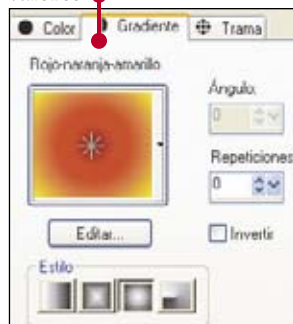 Color Gradiente Trama
Rojo-naranja-amarillo
Ángulo:
0
Repeticiones
0
Editar...
Invertir
Estilo